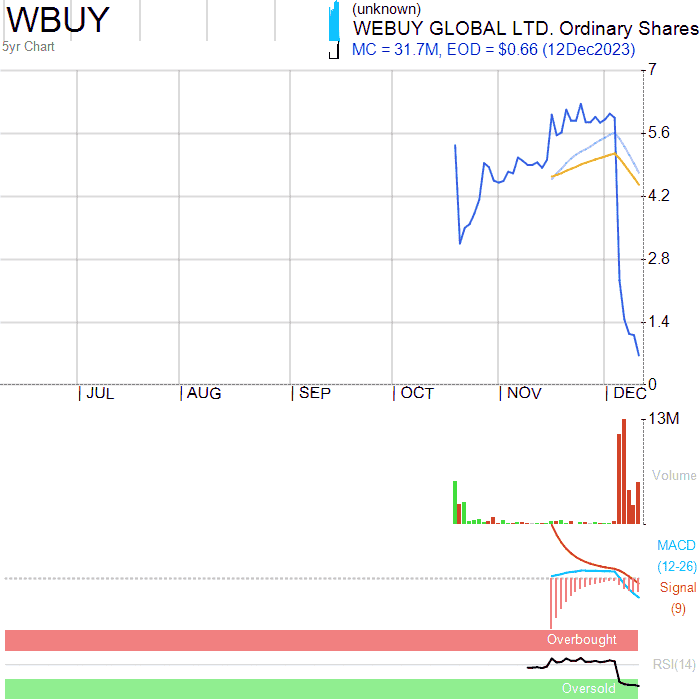 WBUY
5yr Chart
(unknown)
WEBUY GLOBAL LTD. Ordinary Shares
MC = 31.7M, EOD = $0.66 (12Dec2023)
7
5.6
4.2
2.8
1.4
0
| JUL | AUG | SEP | OCT | NOV | DEC
13M
Volume
MACD
(12-26)
Signal
(9)
Overbought
RSI(14)
Oversold